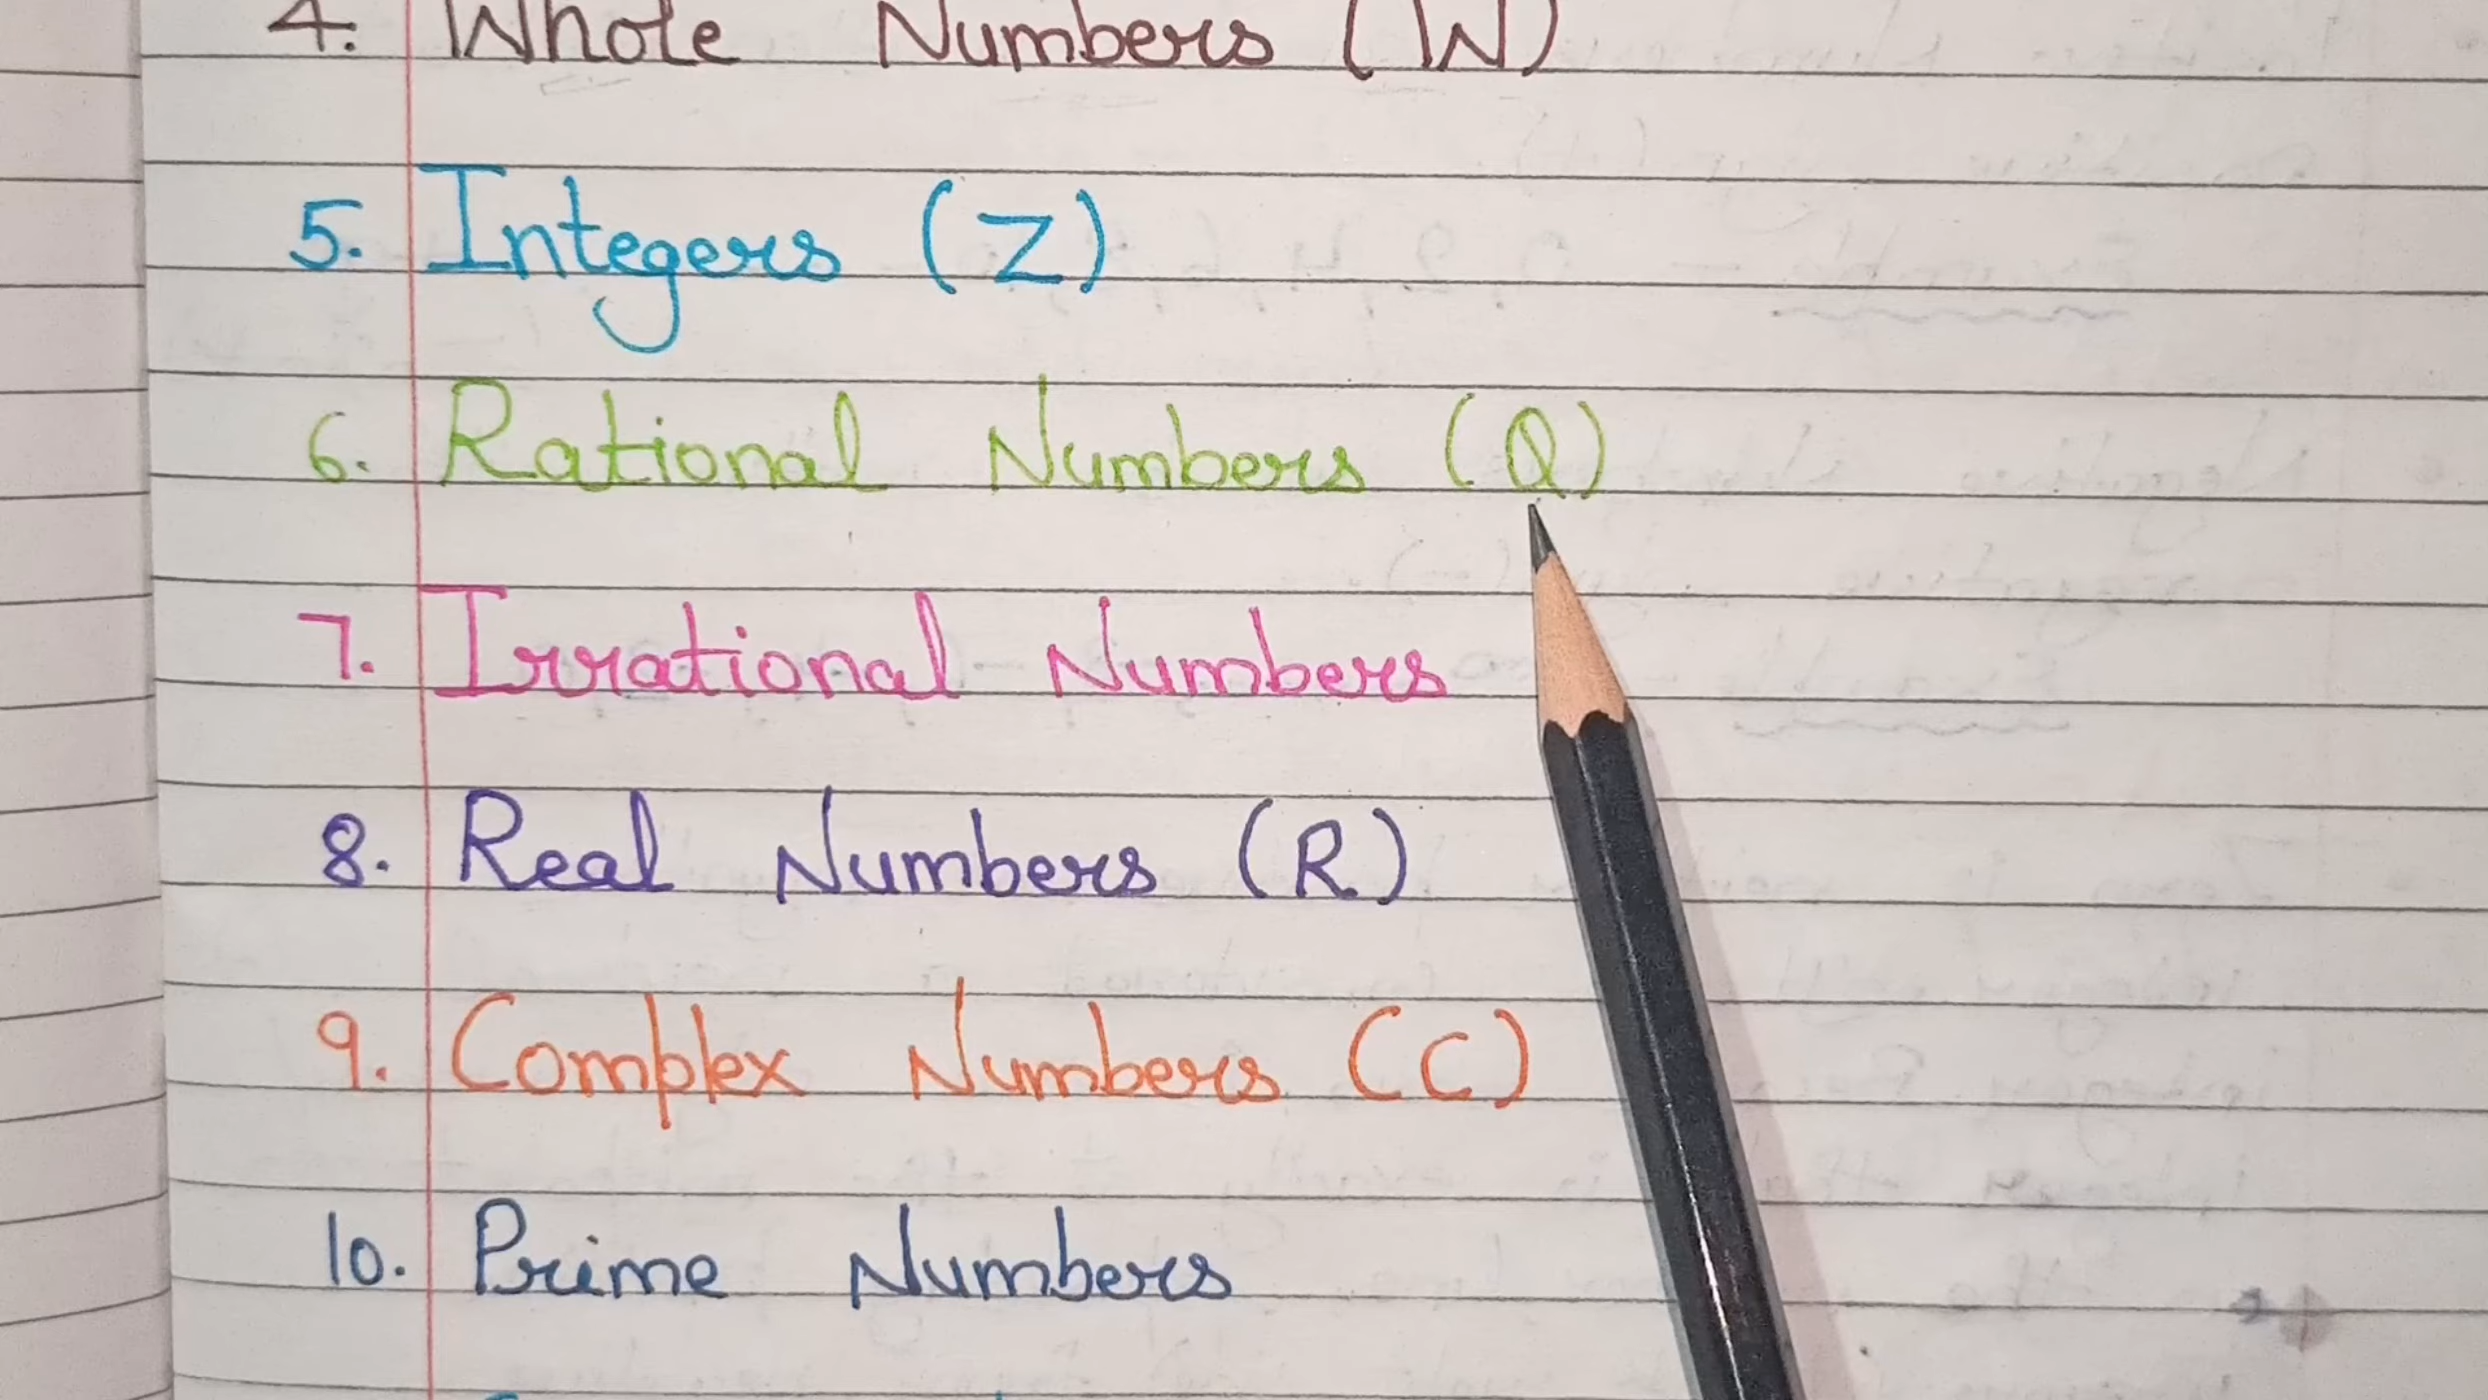 4. Whole Numbers (W)
5. Integers (Z)
6. Rational Numbers (Q)
7. Irrational Numbers
8. Real Numbers (R)
9. Complex Numbers (C)
10. Prime Numbers